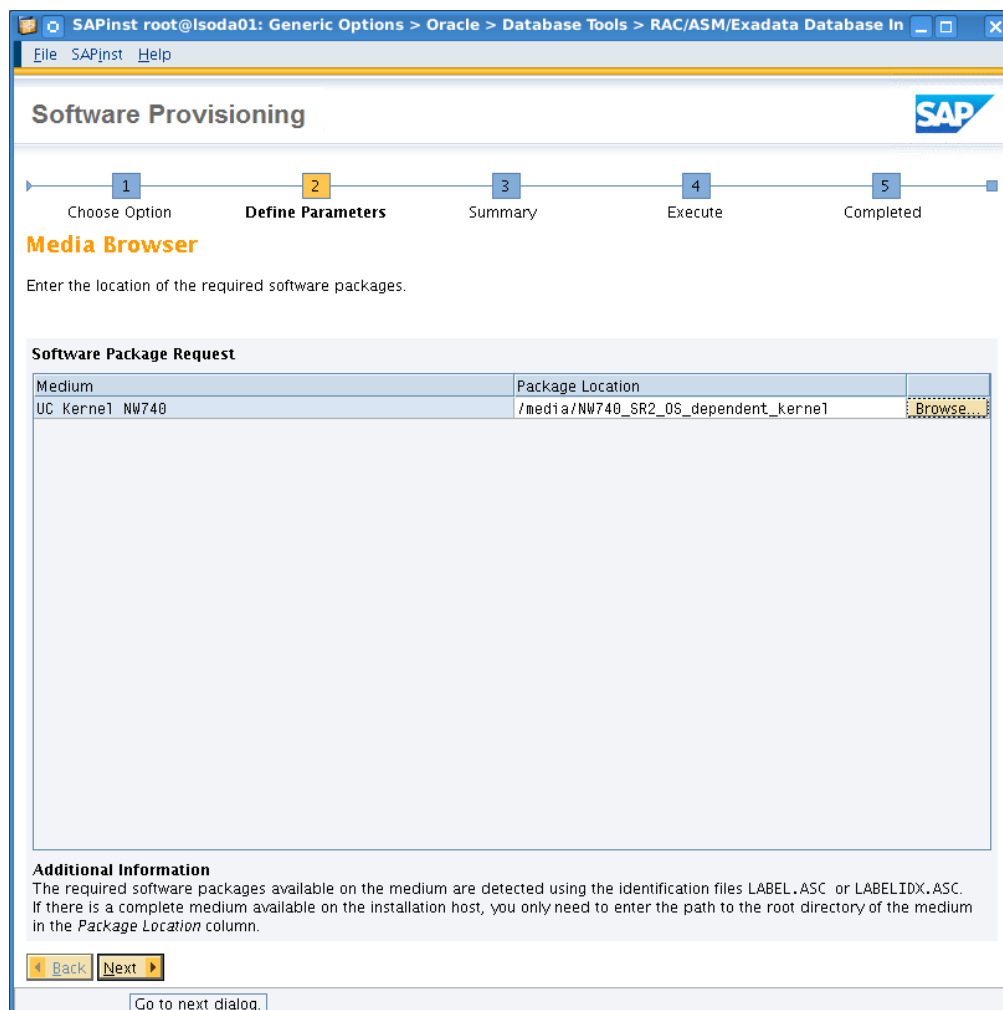 SAPinst root@lsoda01: Generic Options > Oracle > Database Tools > RAC/ASM/Exadata Database In
File SAPinst Help
Software Provisioning
SAP
1 2 3 4 5
Choose Option Define Parameters Summary Execute Completed
Media Browser
Enter the location of the required software packages.
Software Package Request
Medium Package Location
UC Kernel NW740 /media/NW740_SR2_OS_dependent_kernel Browse...
Additional Information
The required software packages available on the medium are detected using the identification files LABEL.ASC or LABELIDX.ASC.
If there is a complete medium available on the installation host, you only need to enter the path to the root directory of the medium
in the Package Location column.
Back Next
Go to next dialog.